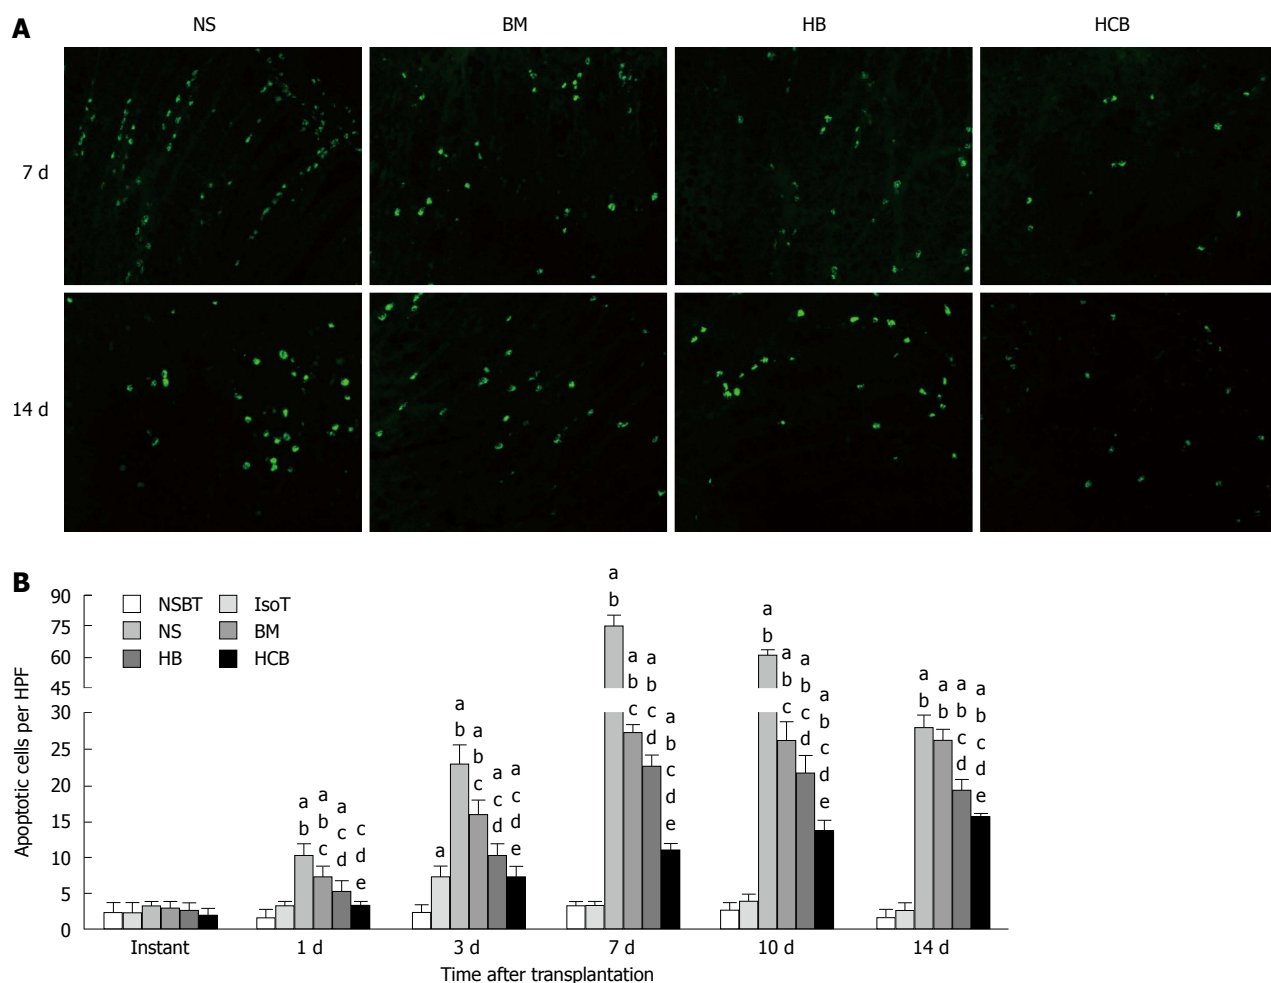 A
NS BM HB HCB
7 d
14 d
B
Apoptotic cells per HPF
90
75
60
45
30
25
20
15
10
5
0
NSBT IsoT
NS BM
HB HCB
a b
a b c
a c d
c d e
a
a b
a b c
a c d
a c d e
a b
a b c
a b c d
a b c d e
a b
a b c
a b c d
a b c d e
a b
a b
a b c d
a b c d e
Instant 1 d 3 d 7 d 10 d 14 d
Time after transplantation